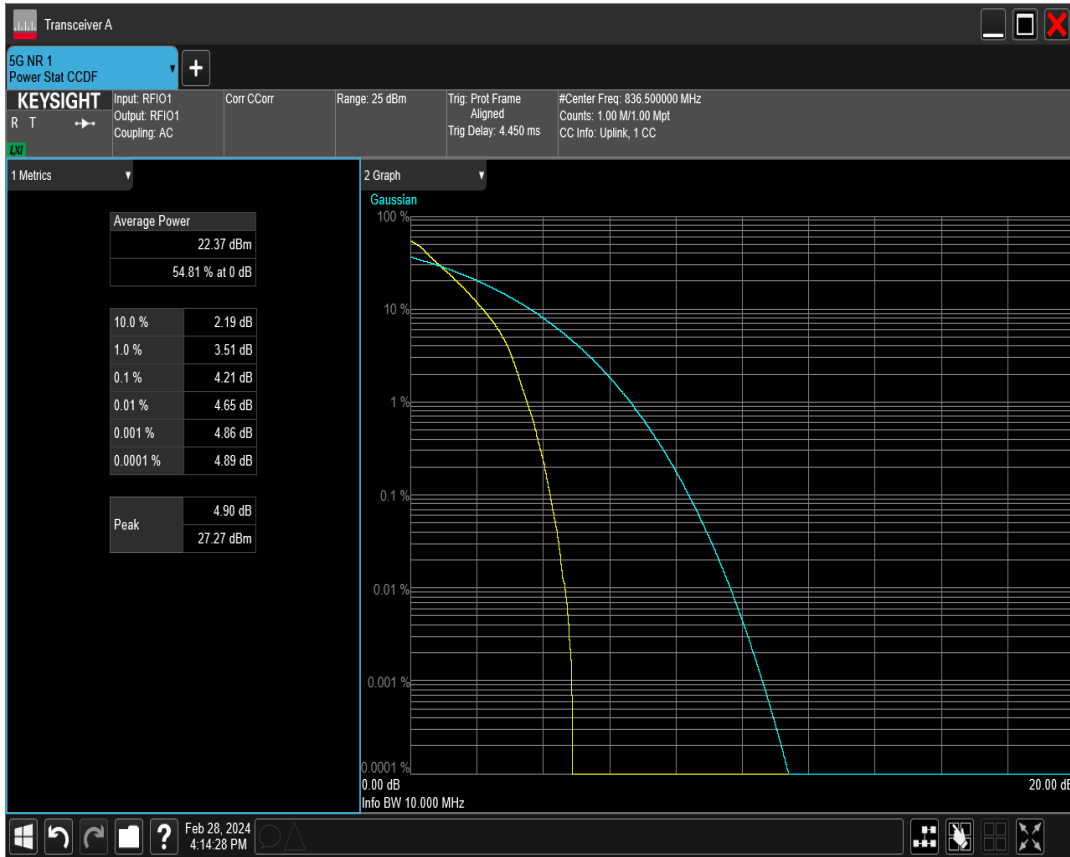 Transceiver A
5G NR 1
Power Stat CCDF
+
KEYSIGHT
R T
LXI
Input: RFIO1
Output: RFIO1
Coupling: AC
Corr CCorr
Range: 25 dBm
Trig: Prot Frame
Aligned
Trig Delay: 4.450 ms
#Center Freq: 836.500000 MHz
Counts: 1.00 M/1.00 Mpt
CC Info: Uplink, 1 CC
1 Metrics
Average Power
22.37 dBm
54.81 % at 0 dB
10.0 % 2.19 dB
1.0 % 3.51 dB
0.1 % 4.21 dB
0.01 % 4.65 dB
0.001 % 4.86 dB
0.0001 % 4.89 dB
Peak 4.90 dB
27.27 dBm
2 Graph
Gaussian
100 %
10 %
1 %
0.1 %
0.01 %
0.001 %
0.0001 %
0.00 dB 20.00 dB
Info BW 10.000 MHz
?
Feb 28, 2024
4:14:28 PM